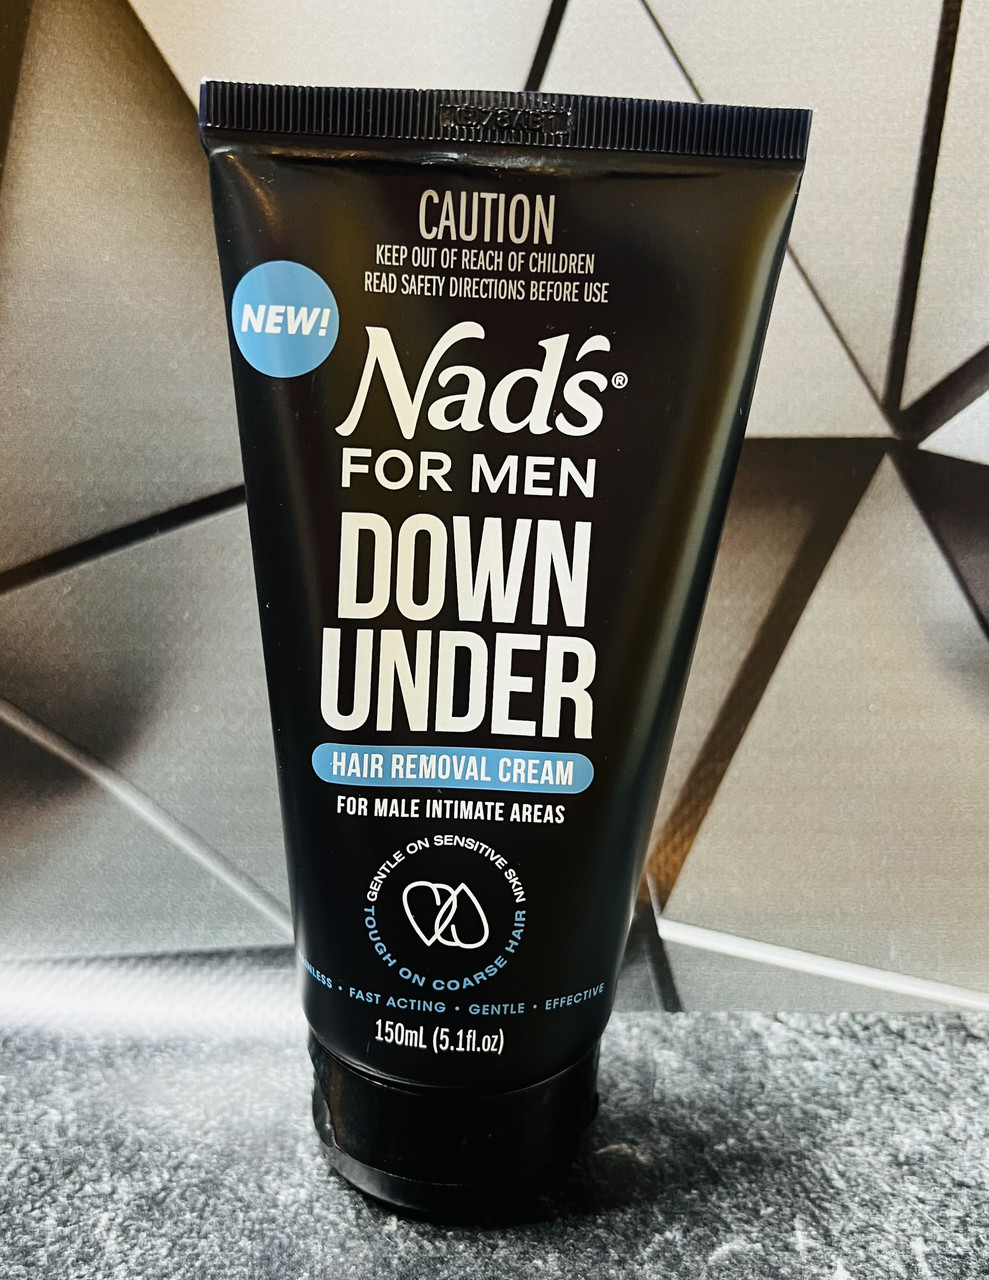 CAUTION
KEEP OUT OF REACH OF CHILDREN
READ SAFETY DIRECTIONS BEFORE USE
NEW!
Nad's®
FOR MEN
DOWN
UNDER
HAIR REMOVAL CREAM
FOR MALE INTIMATE AREAS
GENTLE ON SENSITIVE SKIN
TOUGH ON COARSE HAIR
• FAST ACTING • GENTLE • EFFECTIVE
150mL (5.1fl.oz)